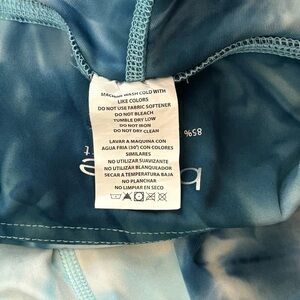 MACHINE WASH COLD WITH
LIKE COLORS
DO NOT USE FABRIC SOFTENER
DO NOT BLEACH
TUMBLE DRY LOW
DO NOT IRON
DO NOT DRY CLEAN
LAVAR A MAQUINA CON
AGUA FRIA (30°) CON COLORES
SIMILARES
NO UTILIZAR SUAVIZANTE
NO UTILIZAR BLANQUEADOR
SECAR A TEMPERATURA BAJA
NO PLANCHAR
NO LIMPIAR EN SECO
85%